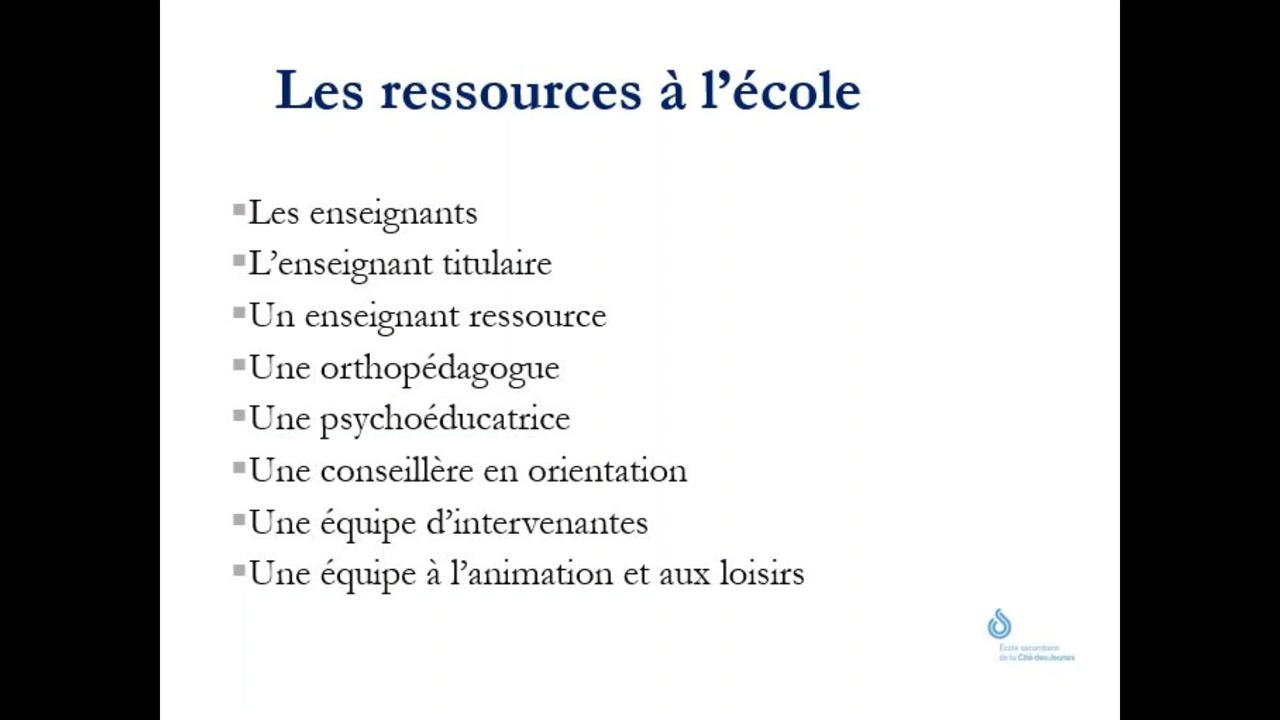 Les ressources à l’école
▪Les enseignants
▪L’enseignant titulaire
▪Un enseignant ressource
▪Une orthopédagogue
▪Une psychoéducatrice
▪Une conseillère en orientation
▪Une équipe d’intervenantes
▪Une équipe à l’animation et aux loisirs
École secondaire
de la Cité-des-Jeunes